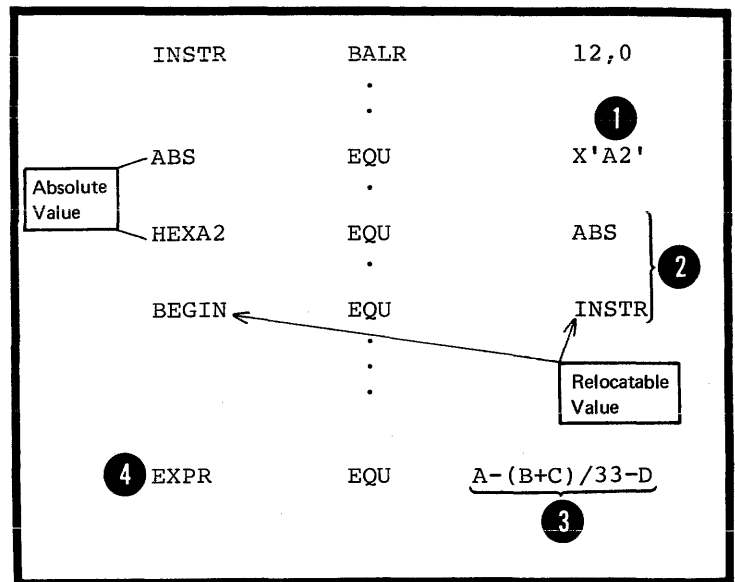 INSTR BALR 12,0
.
.
1
ABS EQU X'A2'
Absolute
Value
.
HEXA2 EQU ABS
2
.
BEGIN EQU INSTR
.
.
.
Relocatable
Value
4 EXPR EQU A-(B+C)/33-D
3